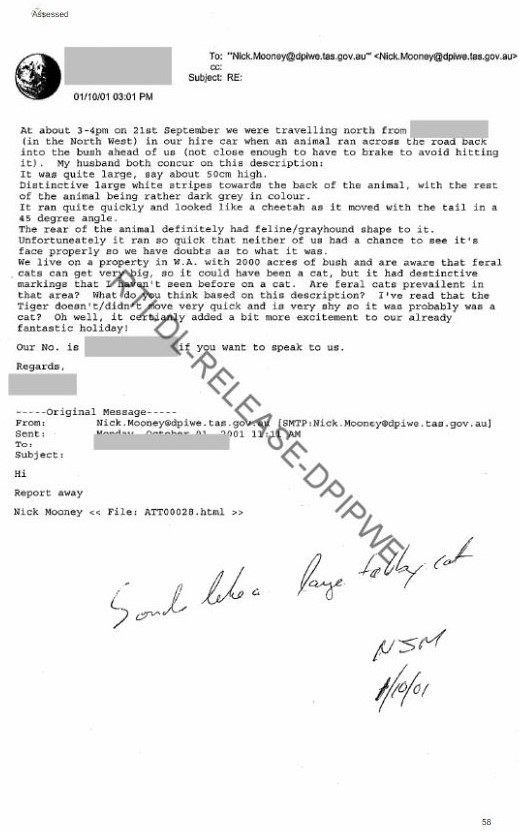 Assessed
To: "'Nick.Mooney@dpiwe.tas.gov.au'" <Nick.Mooney@dpiwe.tas.gov.au>
cc:
Subject: RE:
01/10/01 03:01 PM
At about 3-4pm on 21st September we were travelling north from
(in the North West) in our hire car when an animal ran across the road back
into the bush ahead of us (not close enough to have to brake to avoid hitting
it). My husband both concur on this description:
It was quite large, say about 50cm high.
Distinctive large white stripes towards the back of the animal, with the rest
of the animal being rather dark grey in colour.
It ran quite quickly and looked like a cheetah as it moved with the tail in a
45 degree angle.
The rear of the animal definitely had feline/grayhound shape to it.
Unfortuneately it ran so quick that neither of us had a chance to see it's
face properly so we have doubts as to what it was.
We live on a property in W.A. with 2000 acres of bush and are aware that feral
cats can get very big, so it could have been a cat, but it had destinctive
markings that I haven't seen before on a cat. Are feral cats prevailent in
that area? What do you think based on this description? I've read that the
Tiger doesn't/didn't move very quick and is very shy so it was probably was a
cat? Oh well, it certianly added a bit more excitement to our already
fantastic holiday!
Our No. is if you want to speak to us.
Regards,
-----Original Message-----
From: Nick.Mooney@dpiwe.tas.gov.au [SMTP:Nick.Mooney@dpiwe.tas.gov.au]
Sent: Monday, October 01, 2001 11:11 AM
To:
Subject:
Hi
Report away
Nick Mooney << File: ATT00028.html >>
RTI DL-RELEASE-DPIPWE
Sounds like a large tabby cat
NJM
1/10/01
58